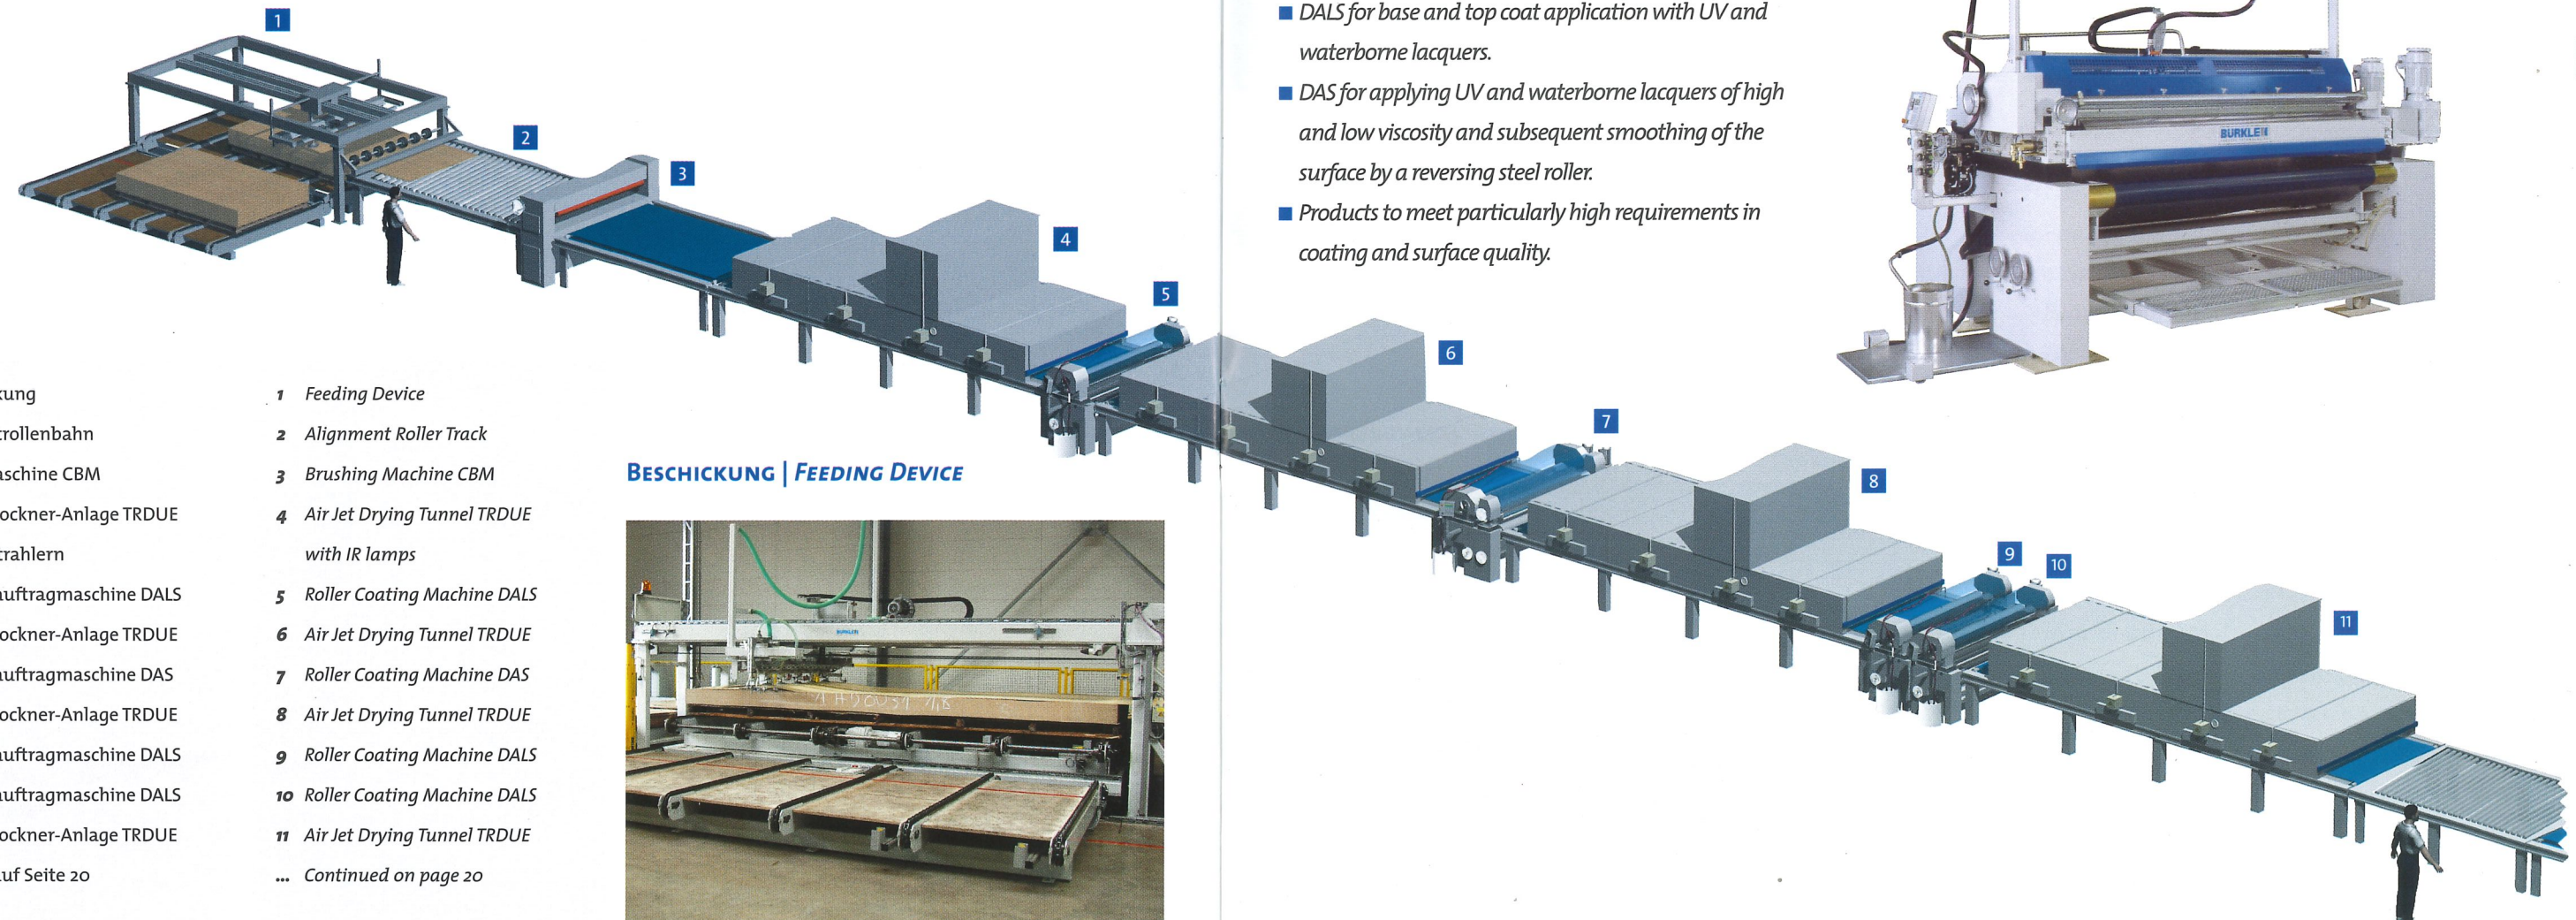 1
2
3
4
5
6
7
8
9
10
11
DALS for base and top coat application with UV and
waterborne lacquers.
DAS for applying UV and waterborne lacquers of high
and low viscosity and subsequent smoothing of the
surface by a reversing steel roller.
Products to meet particularly high requirements in
coating and surface quality.
BÜRKLE
kung
trollenbahn
aschine CBM
ockner-Anlage TRDUE
trahlern
auftragmaschine DALS
ockner-Anlage TRDUE
auftragmaschine DAS
ockner-Anlage TRDUE
auftragmaschine DALS
auftragmaschine DALS
ockner-Anlage TRDUE
uf Seite 20
1 Feeding Device
2 Alignment Roller Track
3 Brushing Machine CBM
4 Air Jet Drying Tunnel TRDUE
with IR lamps
5 Roller Coating Machine DALS
6 Air Jet Drying Tunnel TRDUE
7 Roller Coating Machine DAS
8 Air Jet Drying Tunnel TRDUE
9 Roller Coating Machine DALS
10 Roller Coating Machine DALS
11 Air Jet Drying Tunnel TRDUE
... Continued on page 20
BESCHICKUNG | FEEDING DEVICE
BÜRKLE